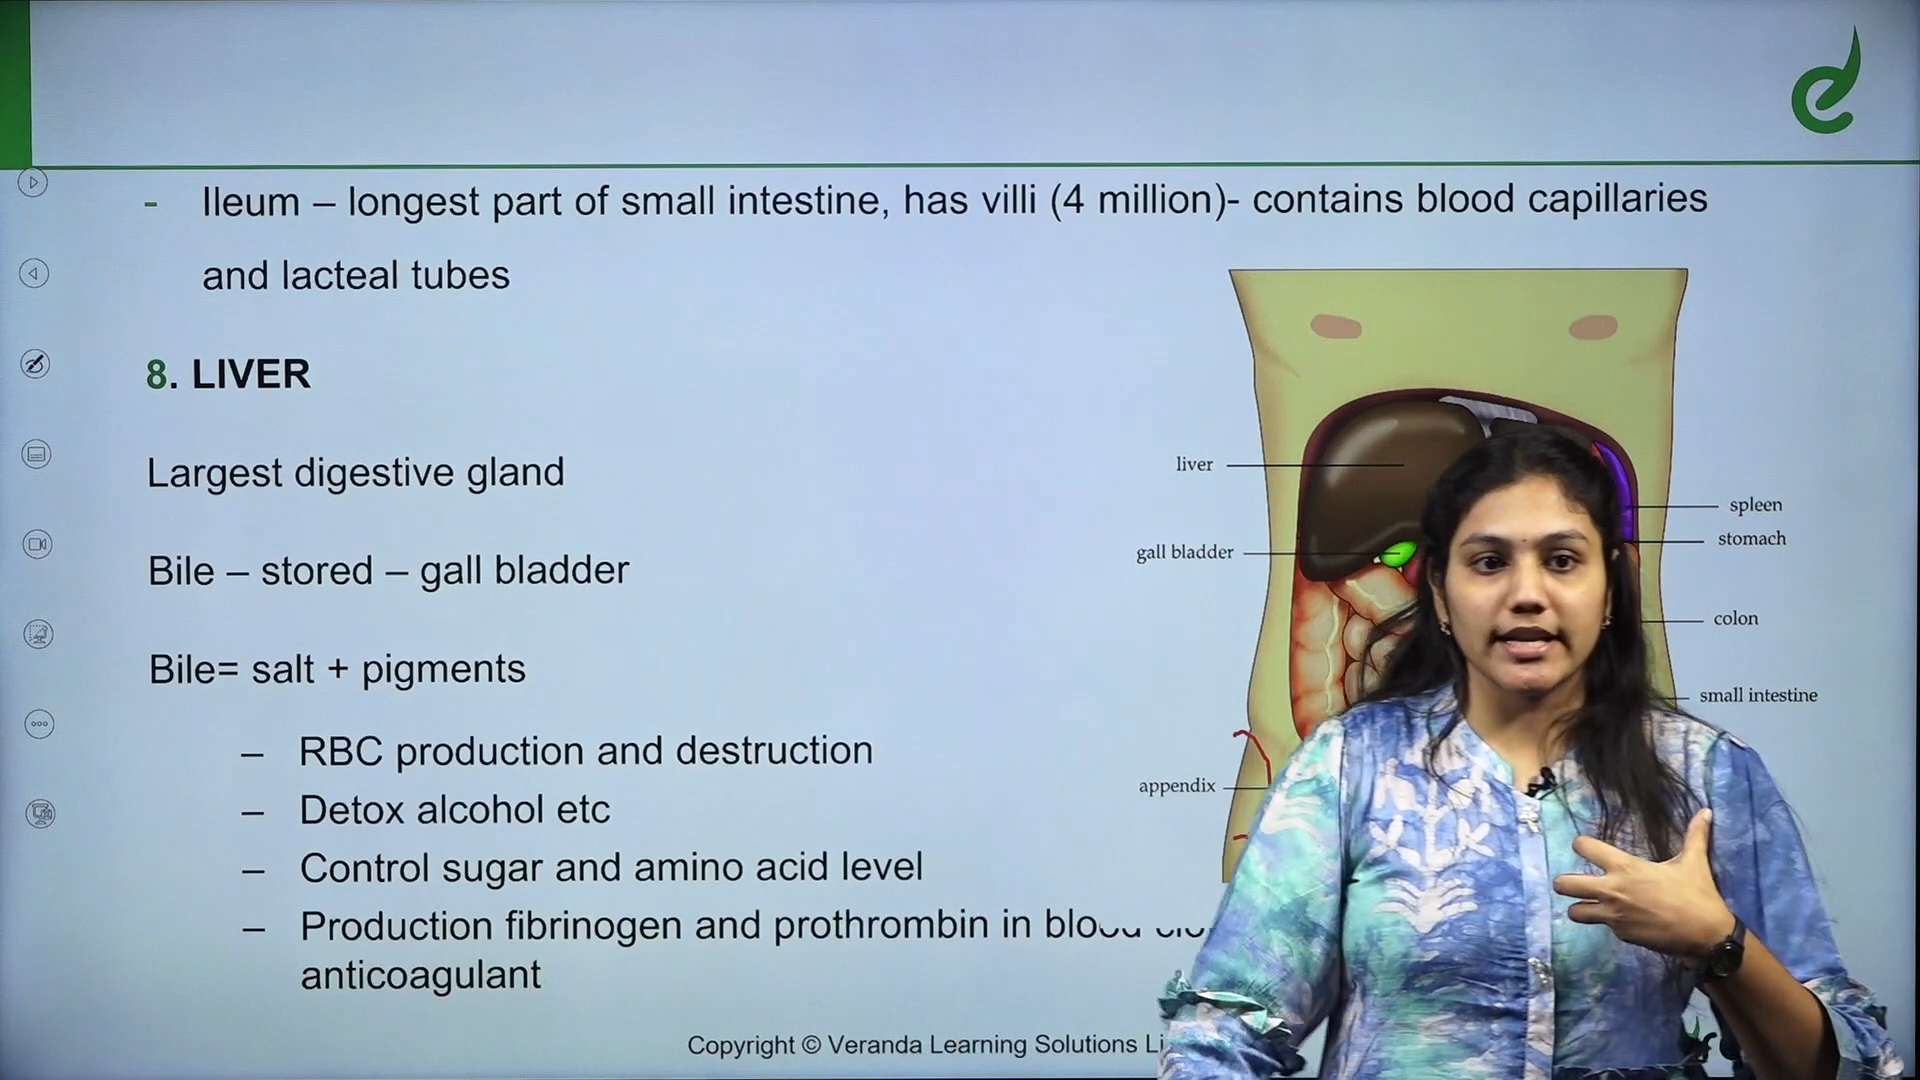 - Ileum – longest part of small intestine, has villi (4 million)- contains blood capillaries
and lacteal tubes
8. LIVER
Largest digestive gland
Bile – stored – gall bladder
Bile= salt + pigments
– RBC production and destruction
– Detox alcohol etc
– Control sugar and amino acid level
– Production fibrinogen and prothrombin in
anticoagulant
liver
gall bladder
appendix
spleen
stomach
colon
small intestine
Copyright © Veranda Learning Solutions